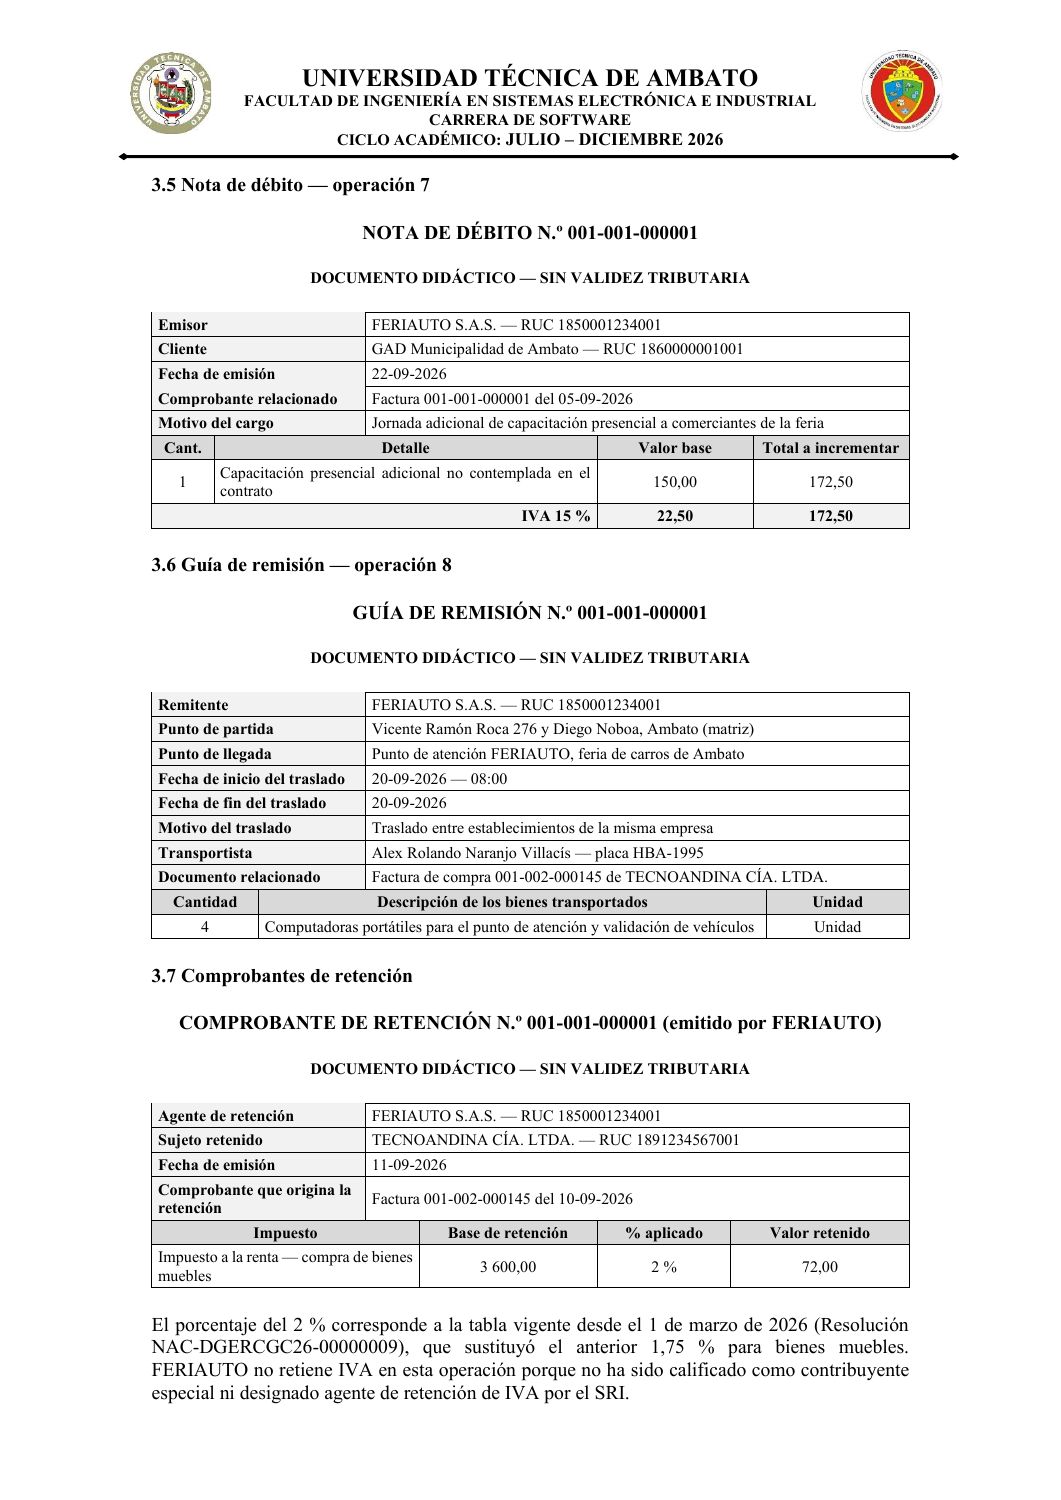 UNIVERSIDAD TÉCNICA DE AMBATO
FACULTAD DE INGENIERÍA EN SISTEMAS ELECTRÓNICA E INDUSTRIAL
CARRERA DE SOFTWARE
CICLO ACADÉMICO: JULIO – DICIEMBRE 2026
3.5 Nota de débito — operación 7
NOTA DE DÉBITO N.º 001-001-000001
DOCUMENTO DIDÁCTICO — SIN VALIDEZ TRIBUTARIA
Emisor FERIAUTO S.A.S. — RUC 1850001234001
Cliente GAD Municipalidad de Ambato — RUC 1860000001001
Fecha de emisión 22-09-2026
Comprobante relacionado Factura 001-001-000001 del 05-09-2026
Motivo del cargo Jornada adicional de capacitación presencial a comerciantes de la feria
Cant. Detalle Valor base Total a incrementar
1 Capacitación presencial adicional no contemplada en el
contrato 150,00 172,50
IVA 15 % 22,50 172,50
3.6 Guía de remisión — operación 8
GUÍA DE REMISIÓN N.º 001-001-000001
DOCUMENTO DIDÁCTICO — SIN VALIDEZ TRIBUTARIA
Remitente FERIAUTO S.A.S. — RUC 1850001234001
Punto de partida Vicente Ramón Roca 276 y Diego Noboa, Ambato (matriz)
Punto de llegada Punto de atención FERIAUTO, feria de carros de Ambato
Fecha de inicio del traslado 20-09-2026 — 08:00
Fecha de fin del traslado 20-09-2026
Motivo del traslado Traslado entre establecimientos de la misma empresa
Transportista Alex Rolando Naranjo Villacís — placa HBA-1995
Documento relacionado Factura de compra 001-002-000145 de TECNOANDINA CÍA. LTDA.
Cantidad Descripción de los bienes transportados Unidad
4 Computadoras portátiles para el punto de atención y validación de vehículos Unidad
3.7 Comprobantes de retención
COMPROBANTE DE RETENCIÓN N.º 001-001-000001 (emitido por FERIAUTO)
DOCUMENTO DIDÁCTICO — SIN VALIDEZ TRIBUTARIA
Agente de retención FERIAUTO S.A.S. — RUC 1850001234001
Sujeto retenido TECNOANDINA CÍA. LTDA. — RUC 1891234567001
Fecha de emisión 11-09-2026
Comprobante que origina la
retención Factura 001-002-000145 del 10-09-2026
Impuesto Base de retención % aplicado Valor retenido
Impuesto a la renta — compra de bienes
muebles 3 600,00 2 % 72,00
El porcentaje del 2 % corresponde a la tabla vigente desde el 1 de marzo de 2026 (Resolución
NAC-DGERCGC26-00000009), que sustituyó el anterior 1,75 % para bienes muebles.
FERIAUTO no retiene IVA en esta operación porque no ha sido calificado como contribuyente
especial ni designado agente de retención de IVA por el SRI.